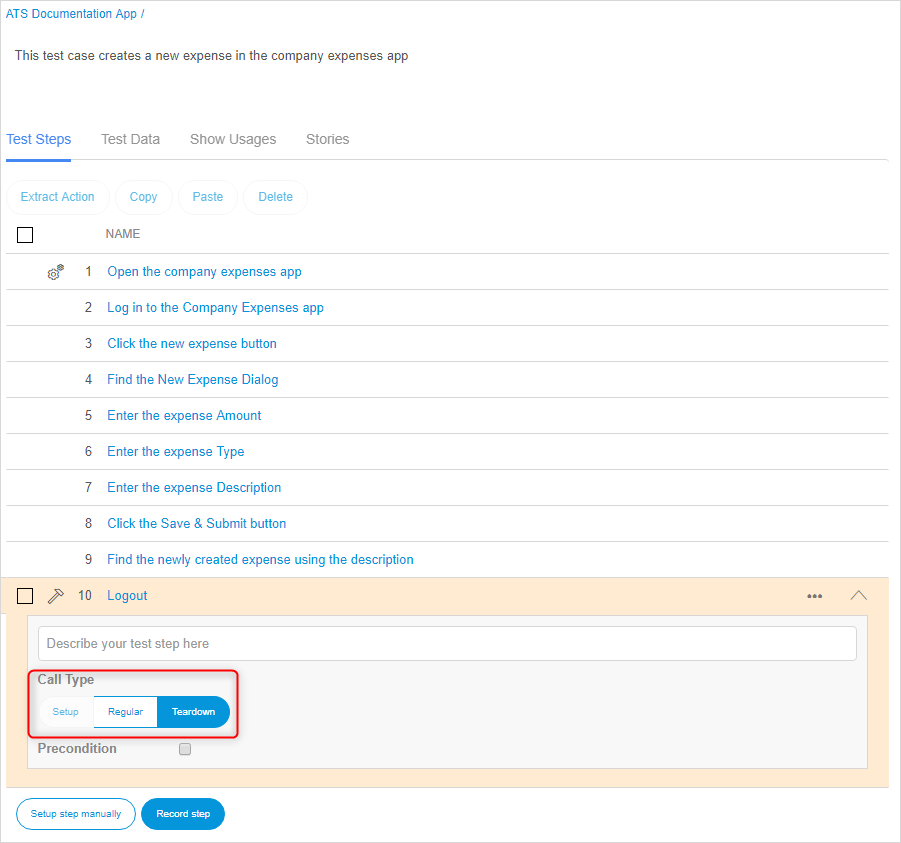 ATS Documentation App /
This test case creates a new expense in the company expenses app
Test Steps Test Data Show Usages Stories
Extract Action Copy Paste Delete
NAME
1 Open the company expenses app
2 Log in to the Company Expenses app
3 Click the new expense button
4 Find the New Expense Dialog
5 Enter the expense Amount
6 Enter the expense Type
7 Enter the expense Description
8 Click the Save & Submit button
9 Find the newly created expense using the description
10 Logout •••
Describe your test step here
Call Type
Setup Regular Teardown
Precondition
Setup step manually Record step